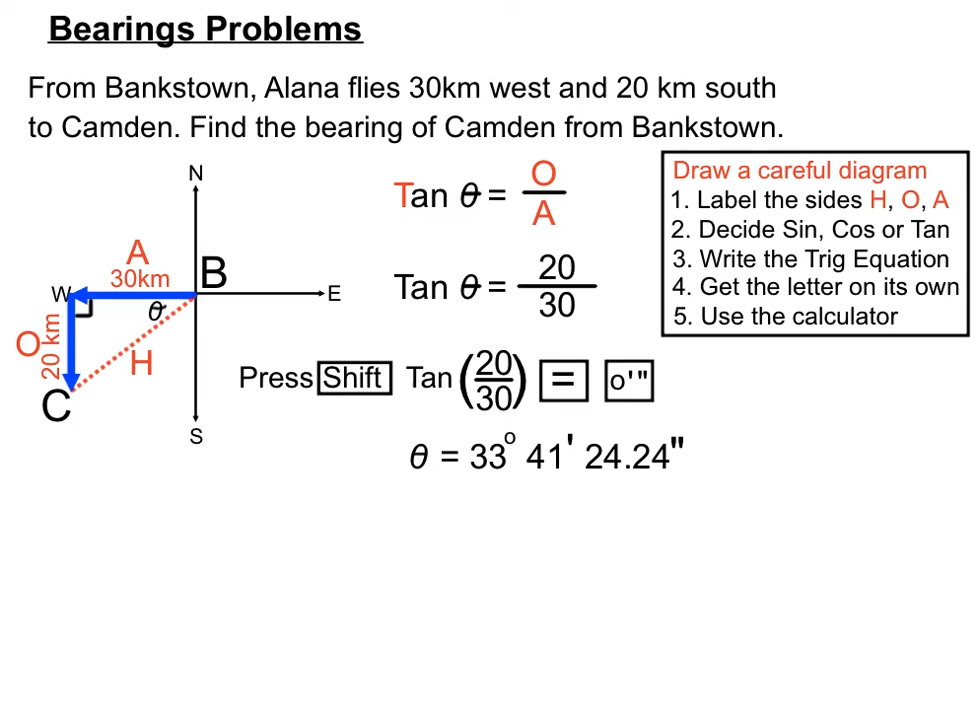 Bearings Problems
From Bankstown, Alana flies 30km west and 20 km south
to Camden. Find the bearing of Camden from Bankstown.
N
A
30km
B
W
E
θ
O
20 km
H
C
S
Tan θ = O/A
Tan θ = 20/30
Press Shift Tan (20/30) = o'"
θ = 33° 41' 24.24"
Draw a careful diagram
1. Label the sides H, O, A
2. Decide Sin, Cos or Tan
3. Write the Trig Equation
4. Get the letter on its own
5. Use the calculator